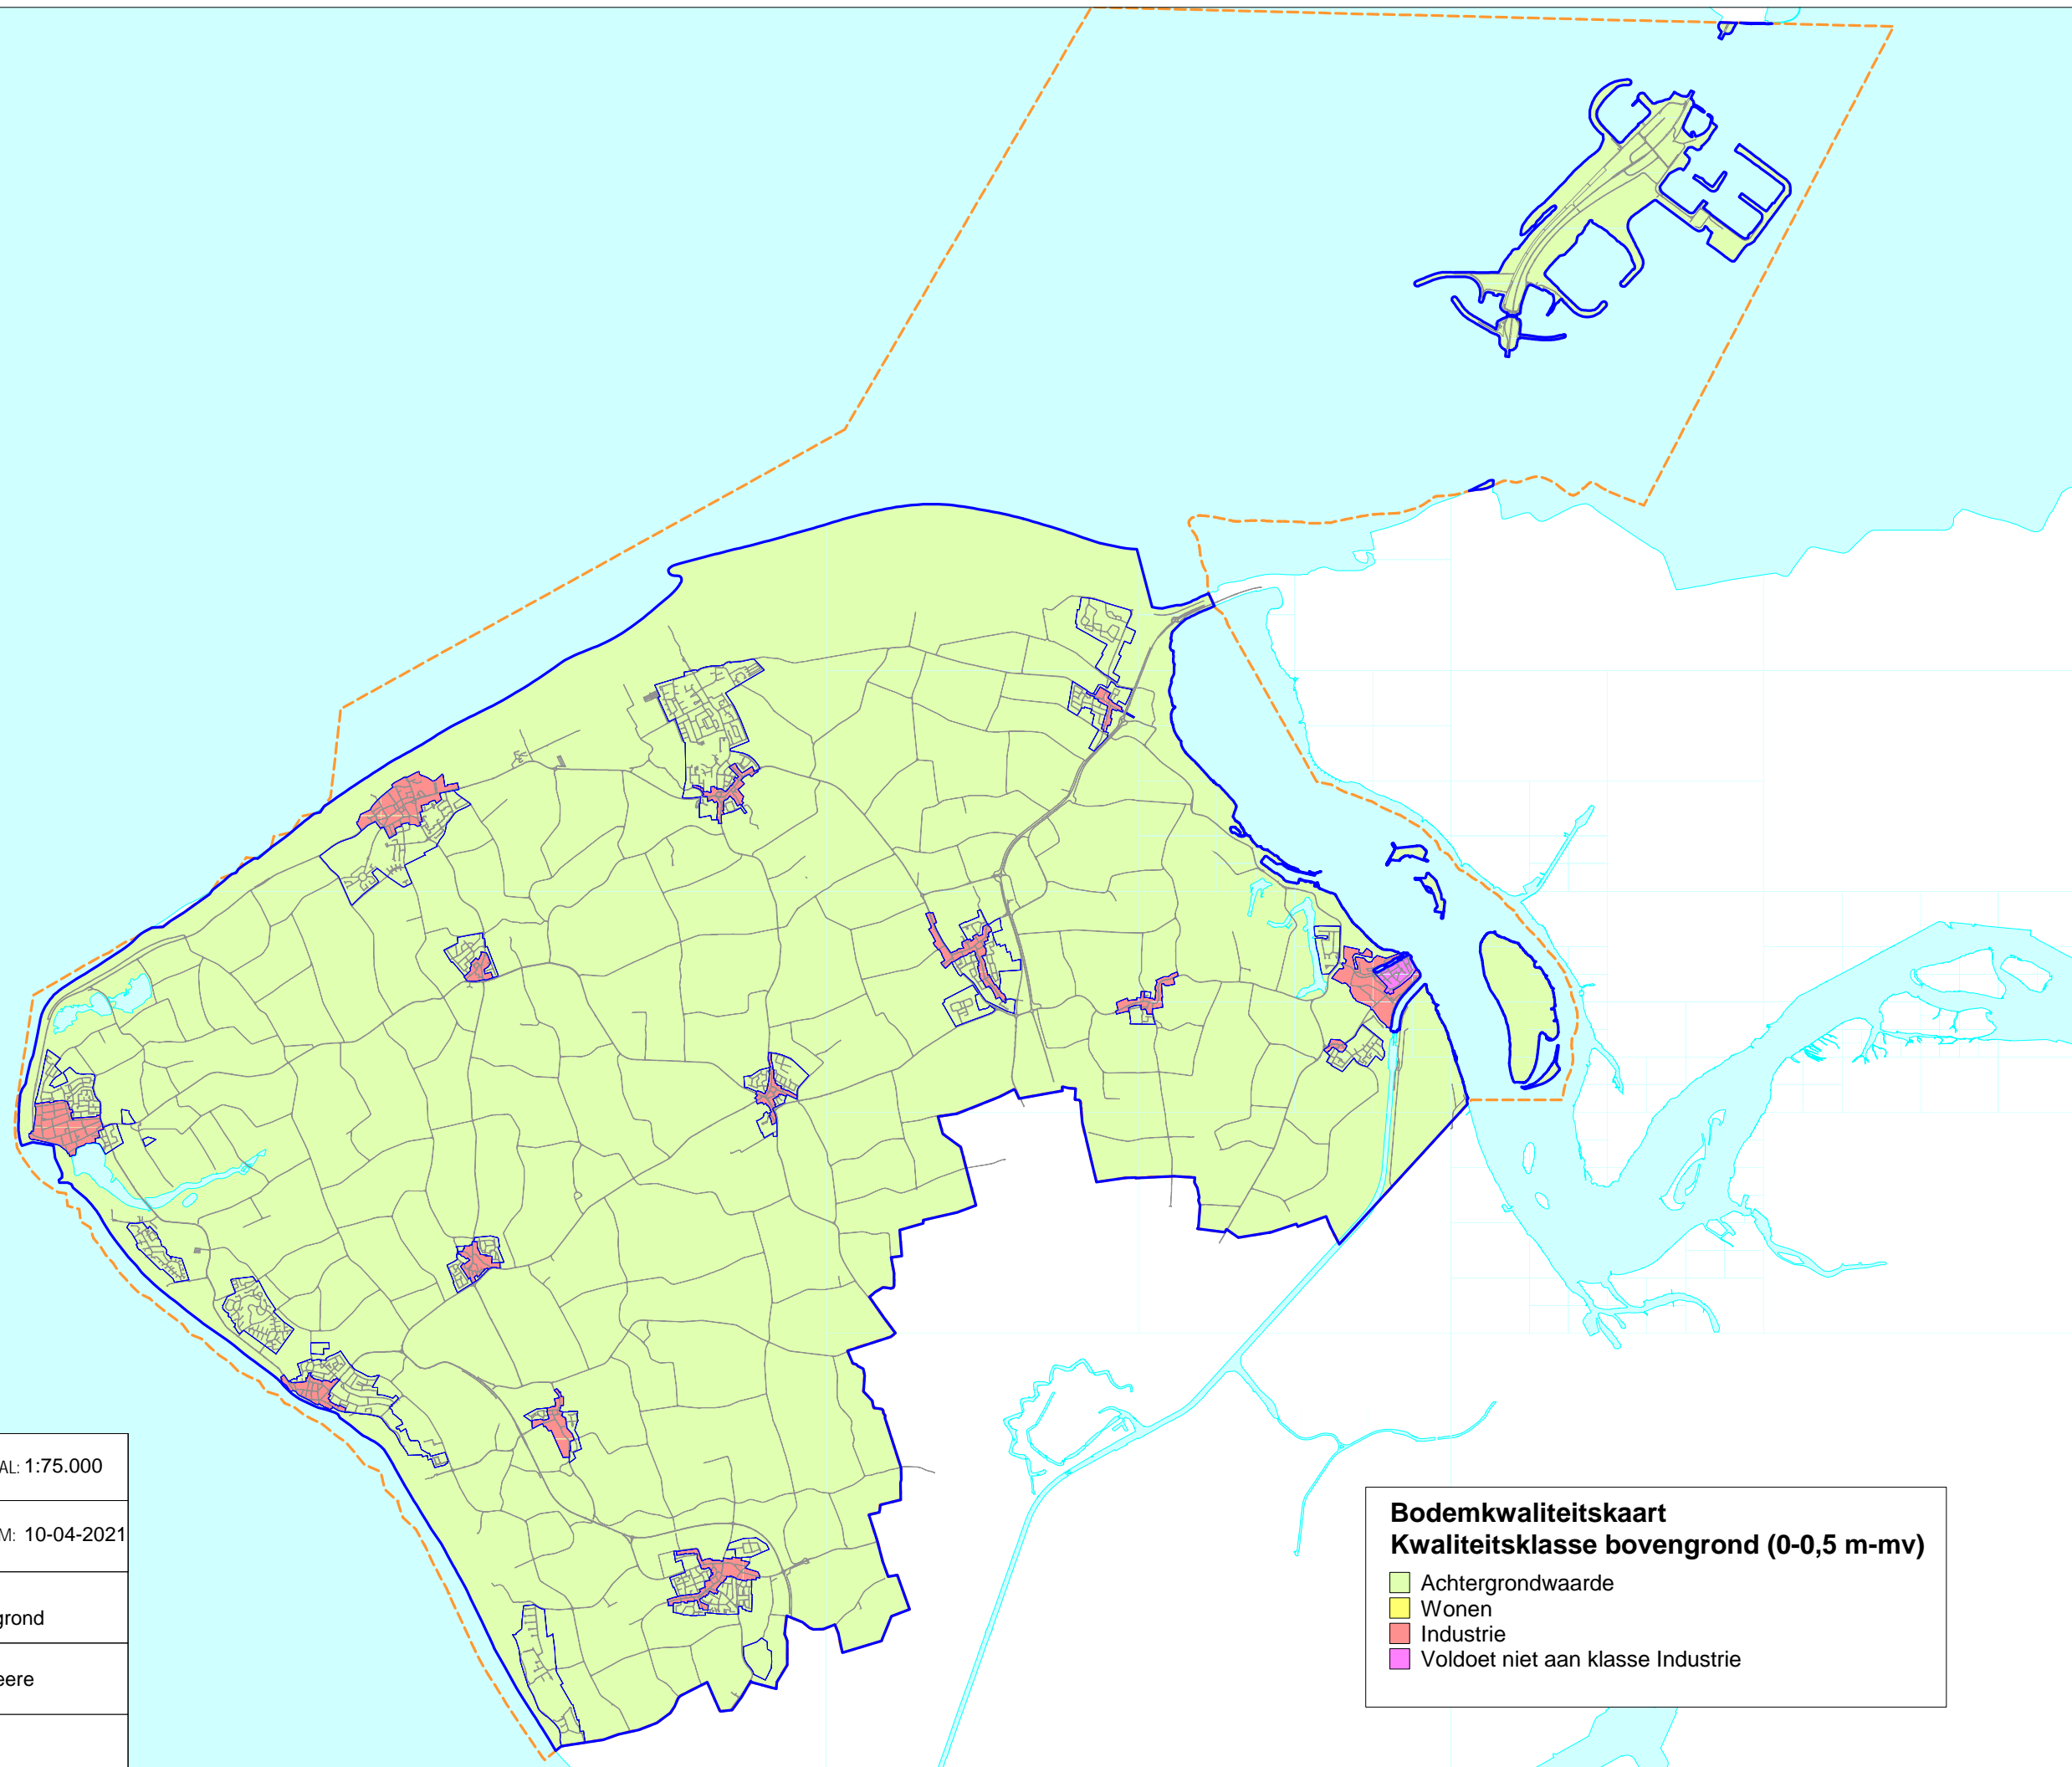 AL: 1:75.000
M: 10-04-2021
grond
eere
Bodemkwaliteitskaart
Kwaliteitsklasse bovengrond (0-0,5 m-mv)
Achtergrondwaarde
Wonen
Industrie
Voldoet niet aan klasse Industrie